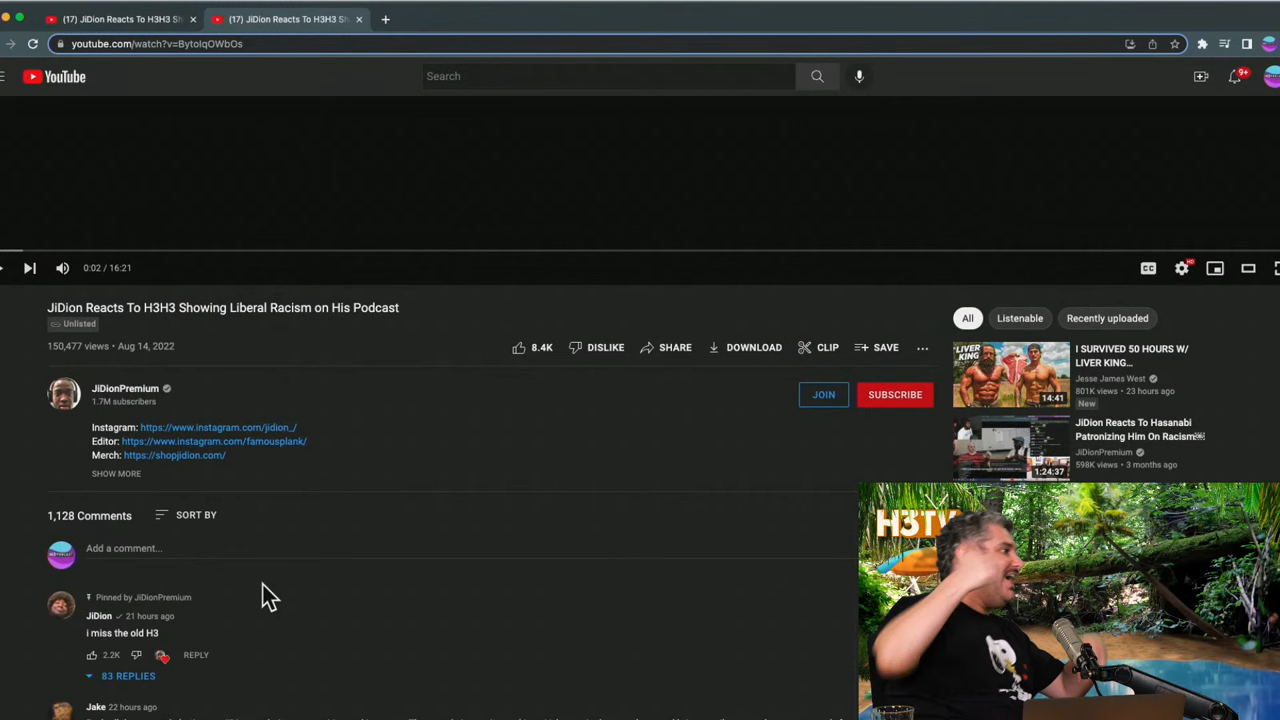 (17) JiDion Reacts To H3H3 Sh
(17) JiDion Reacts To H3H3 Sh
youtube.com/watch?v=BytoIqOWbOs
YouTube
Search
9+
0:02 / 16:21
CC
HD
JiDion Reacts To H3H3 Showing Liberal Racism on His Podcast
Unlisted
150,477 views • Aug 14, 2022
8.4K
DISLIKE
SHARE
DOWNLOAD
CLIP
SAVE
JiDionPremium
1.7M subscribers
JOIN
SUBSCRIBE
Instagram: https://www.instagram.com/jidion_/
Editor: https://www.instagram.com/famousplank/
Merch: https://shopjidion.com/
SHOW MORE
1,128 Comments
SORT BY
Add a comment...
Pinned by JiDionPremium
JiDion 21 hours ago
i miss the old H3
2.2K
REPLY
83 REPLIES
Jake 22 hours ago
All
Listenable
Recently uploaded
LIVER KING
14:41
I SURVIVED 50 HOURS W/
LIVER KING...
Jesse James West
801K views • 23 hours ago
New
1:24:37
JiDion Reacts To Hasanabi
Patronizing Him On Racism
JiDionPremium
598K views • 3 months ago
H3TV